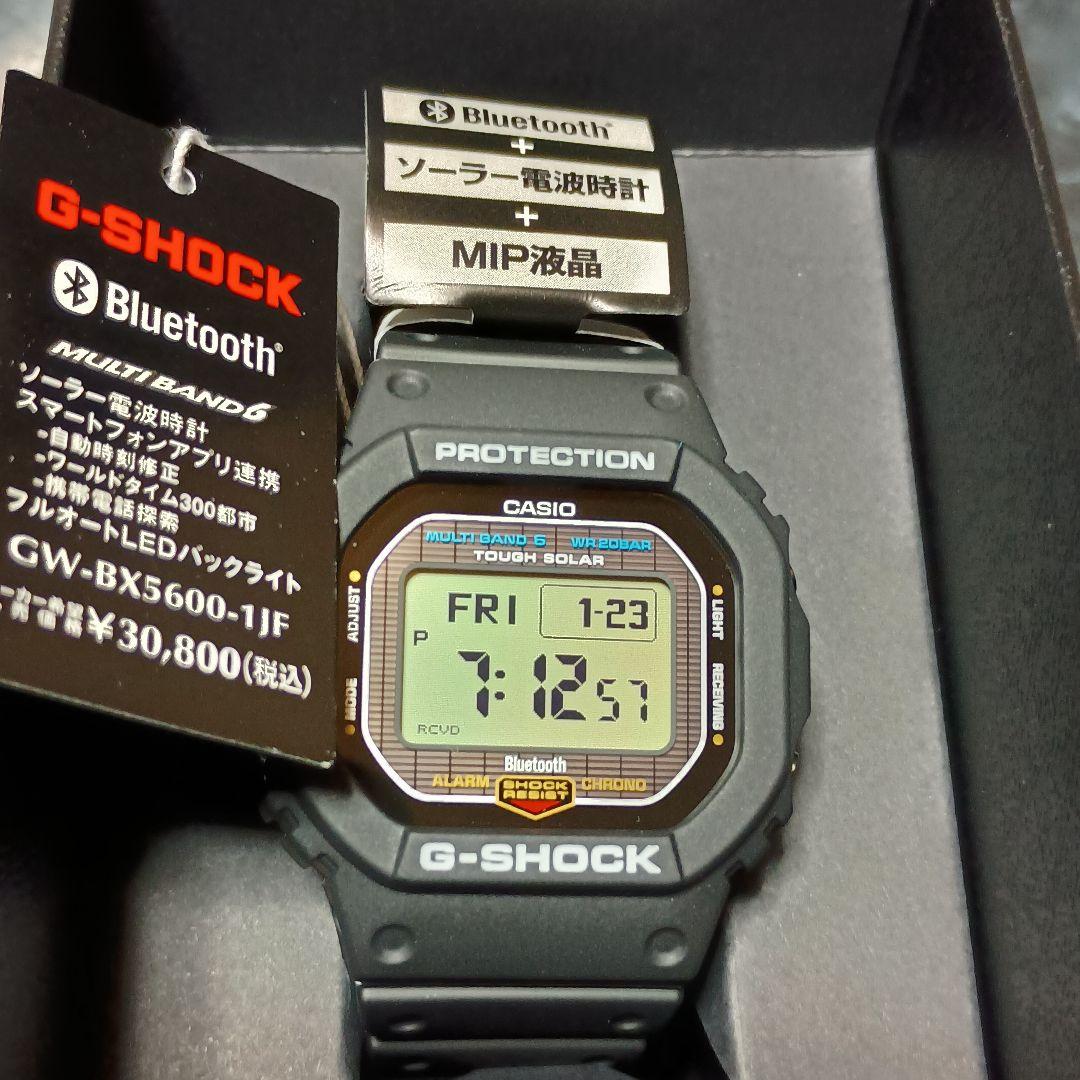 G-SHOCK
Bluetooth®
MULTI BAND 6
ソーラー電波時計
スマートフォンアプリ連携
-自動時刻修正
-ワールドタイム300都市
-携帯電話探索
フルオートLEDバックライト
GW-BX5600-1JF
¥30,800(税込)
Bluetooth®
+
ソーラー電波時計
+
MIP液晶
PROTECTION
CASIO
MULTI BAND 6 WR20BAR
TOUGH SOLAR
ADJUST
MODE
LIGHT
RECEIVING
FRI 1-23
P
7:12 57
RCVD
Bluetooth
ALARM
SHOCK
RESIST
CHRONO
G-SHOCK